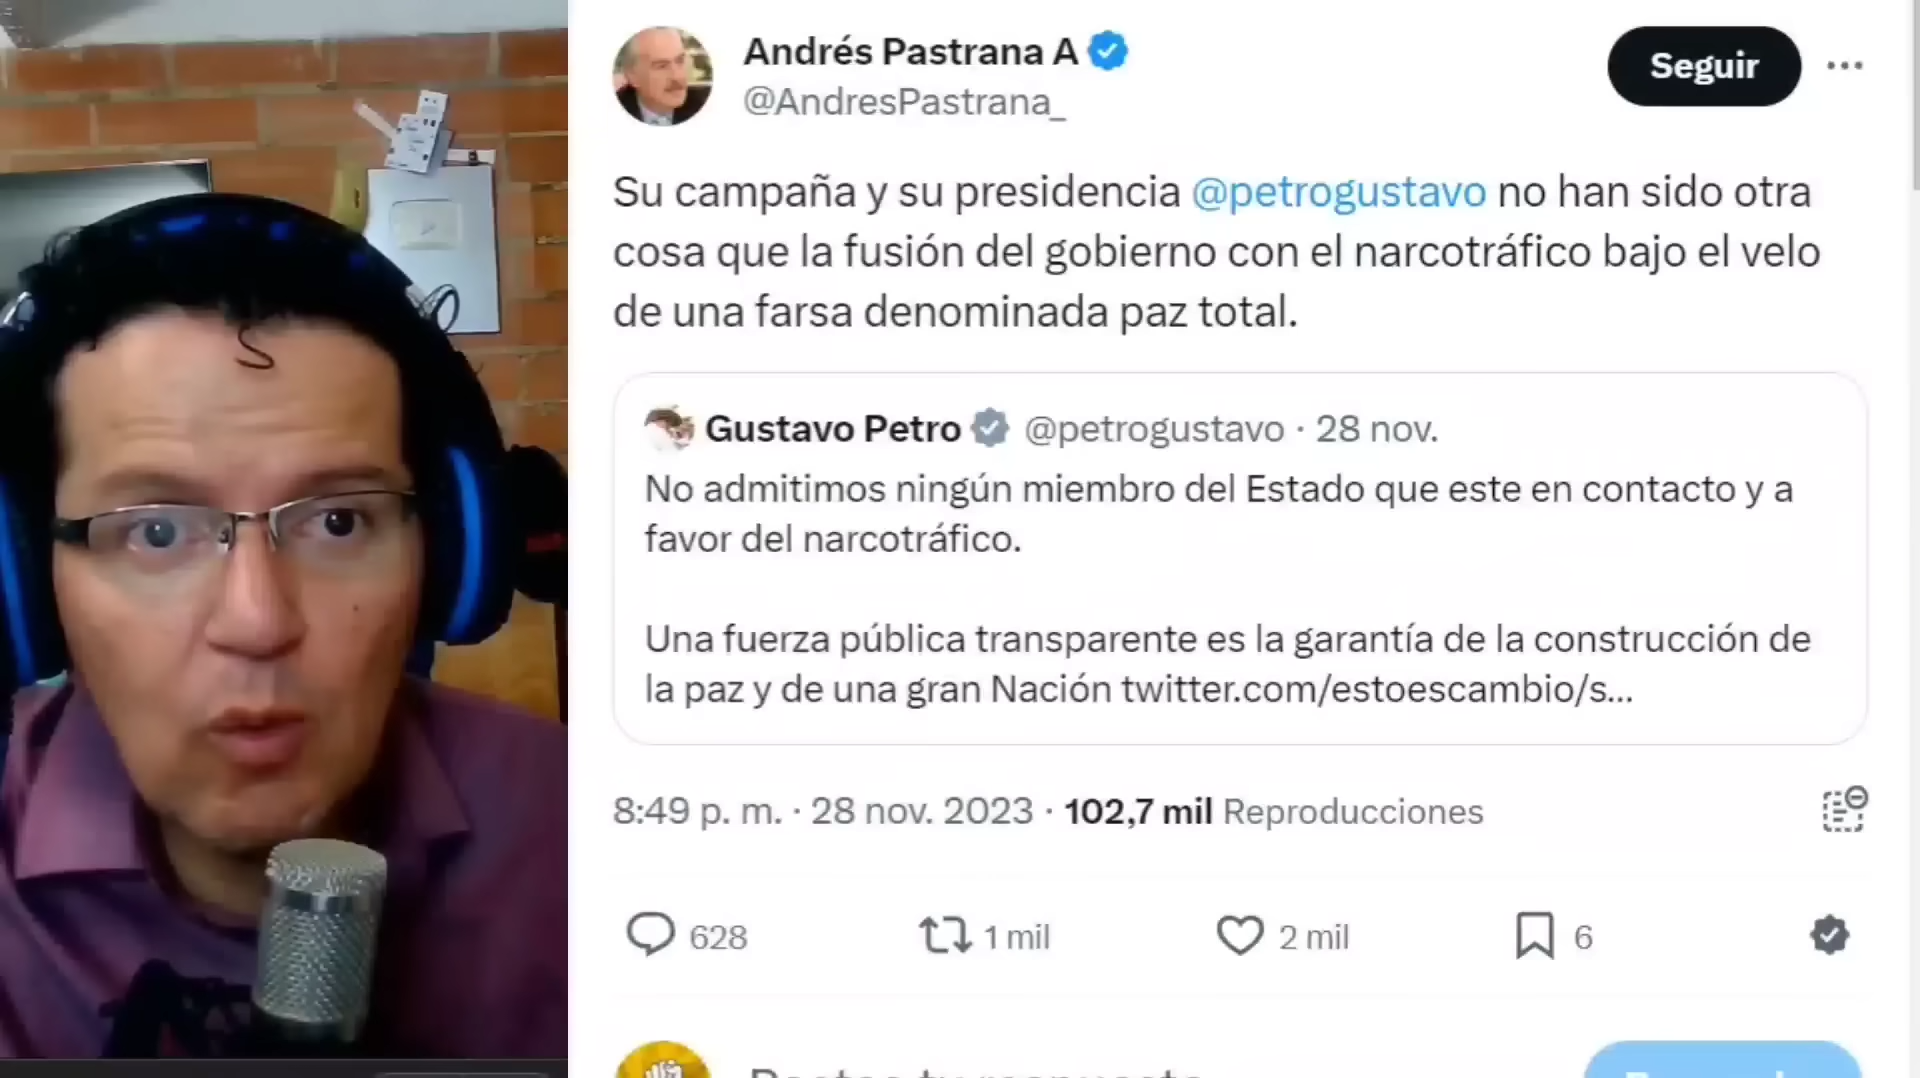 Andrés Pastrana A
@AndresPastrana_
Seguir
Su campaña y su presidencia @petrogustavo no han sido otra
cosa que la fusión del gobierno con el narcotráfico bajo el velo
de una farsa denominada paz total.
Gustavo Petro @petrogustavo · 28 nov.
No admitimos ningún miembro del Estado que este en contacto y a
favor del narcotráfico.
Una fuerza pública transparente es la garantía de la construcción de
la paz y de una gran Nación twitter.com/estoescambio/s...
8:49 p. m. · 28 nov. 2023 · 102,7 mil Reproducciones
628 1 mil 2 mil 6